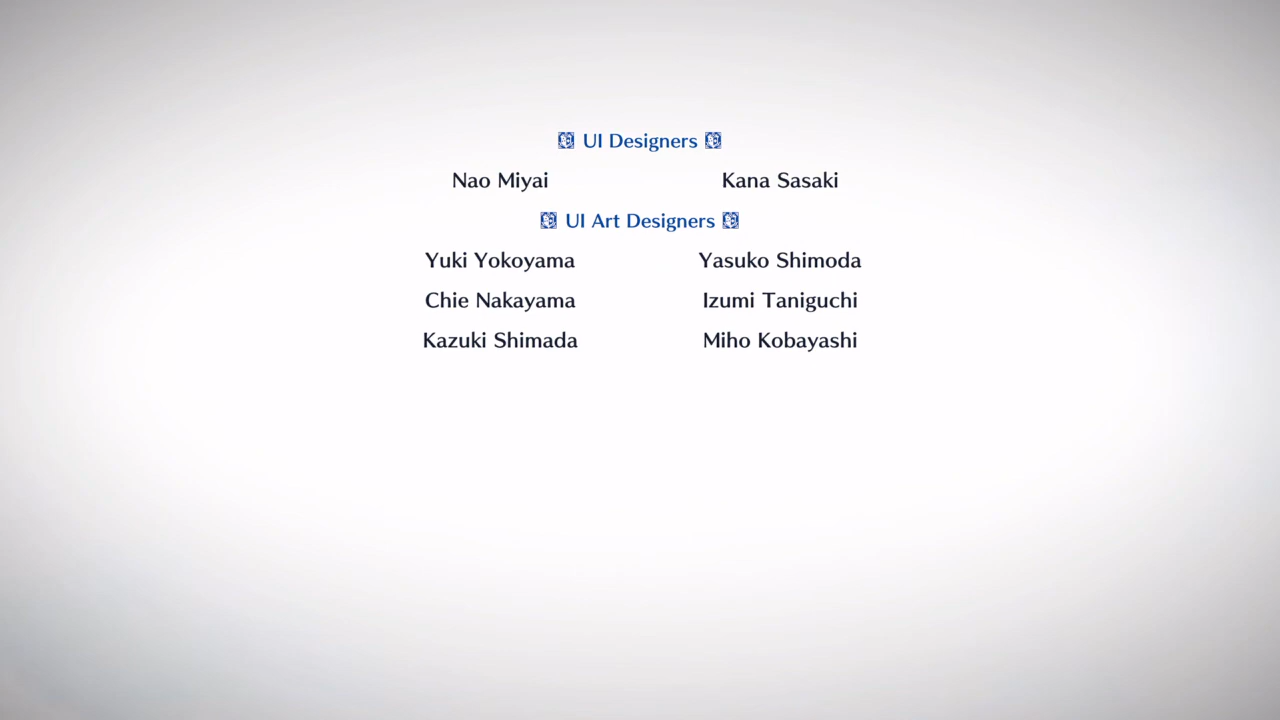 UI Designers
Nao Miyai Kana Sasaki
UI Art Designers
Yuki Yokoyama Yasuko Shimoda
Chie Nakayama Izumi Taniguchi
Kazuki Shimada Miho Kobayashi